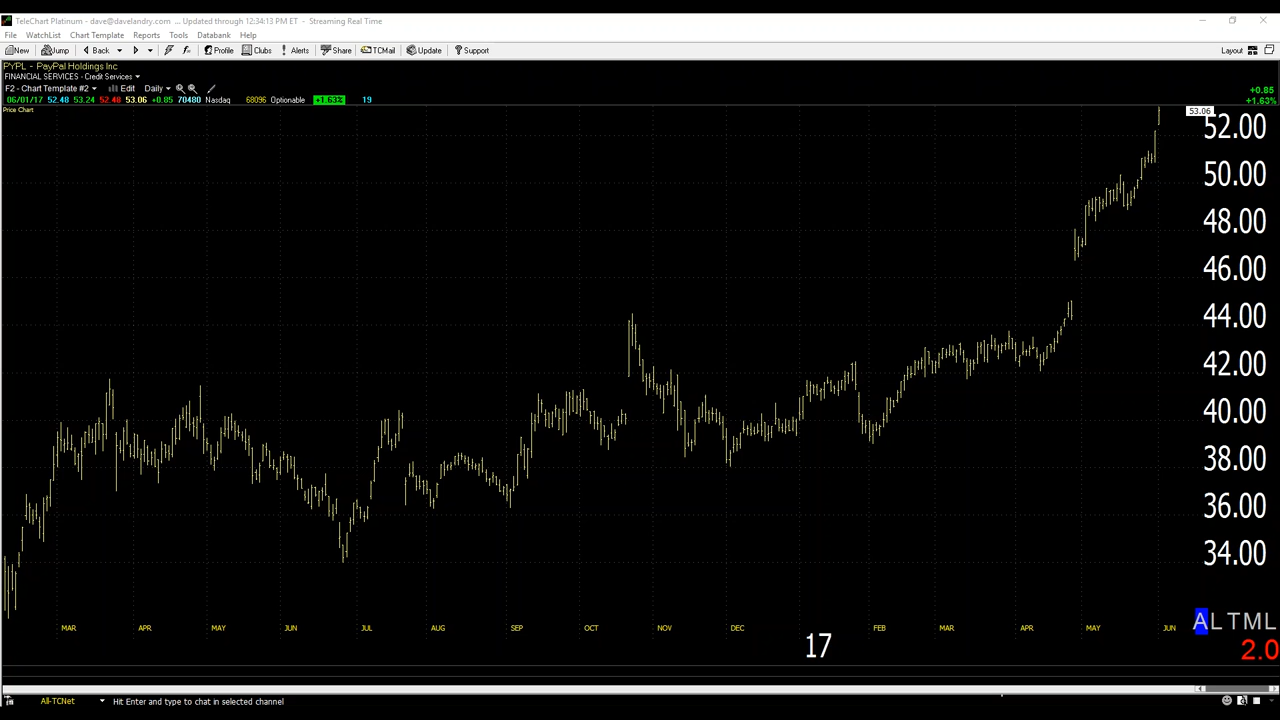 TeleChart Platinum - dave@davelandry.com ... Updated through 12:34:13 PM ET - Streaming Real Time
File WatchList Chart Template Reports Tools Databank Help
New Jump Back Profile Clubs Alerts Share TCMail Update Support Layout
PYPL - PayPal Holdings Inc
FINANCIAL SERVICES - Credit Services
F2 - Chart Template #2 Edit Daily
06/01/17 52.48 53.24 52.48 53.06 +0.85 70480 Nasdaq 68096 Optionable +1.63% 19
+0.85
+1.63%
Price Chart
53.06
52.00
50.00
48.00
46.00
44.00
42.00
40.00
38.00
36.00
34.00
MAR APR MAY JUN JUL AUG SEP OCT NOV DEC 17 FEB MAR APR MAY JUN
ALTML
2.0
All-TCNet Hit Enter and type to chat in selected channel